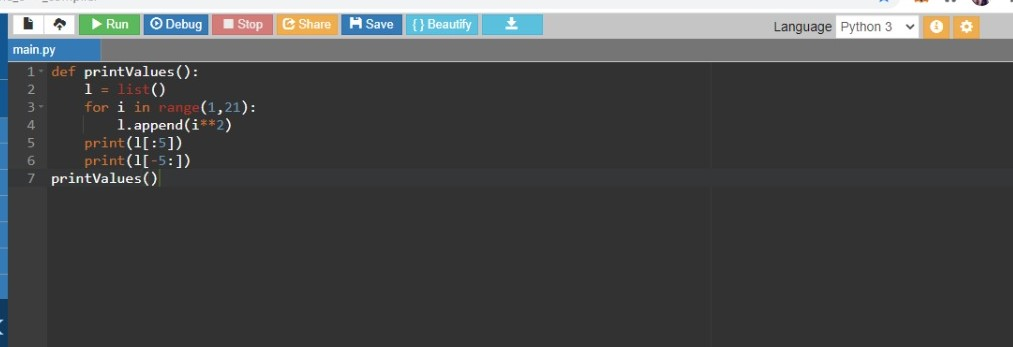 Run Debug Stop Share Save {} Beautify
Language Python 3
main.py
1 def printValues():
2     l = list()
3     for i in range(1,21):
4         l.append(i**2)
5     print(l[:5])
6     print(l[-5:])
7 printValues()